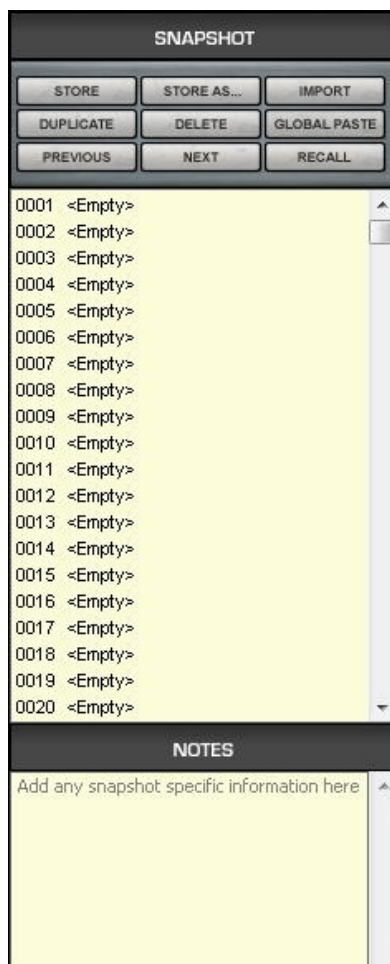 SNAPSHOT
STORE STORE AS... IMPORT
DUPLICATE DELETE GLOBAL PASTE
PREVIOUS NEXT RECALL
0001 <Empty>
0002 <Empty>
0003 <Empty>
0004 <Empty>
0005 <Empty>
0006 <Empty>
0007 <Empty>
0008 <Empty>
0009 <Empty>
0010 <Empty>
0011 <Empty>
0012 <Empty>
0013 <Empty>
0014 <Empty>
0015 <Empty>
0016 <Empty>
0017 <Empty>
0018 <Empty>
0019 <Empty>
0020 <Empty>
NOTES
Add any snapshot specific information here